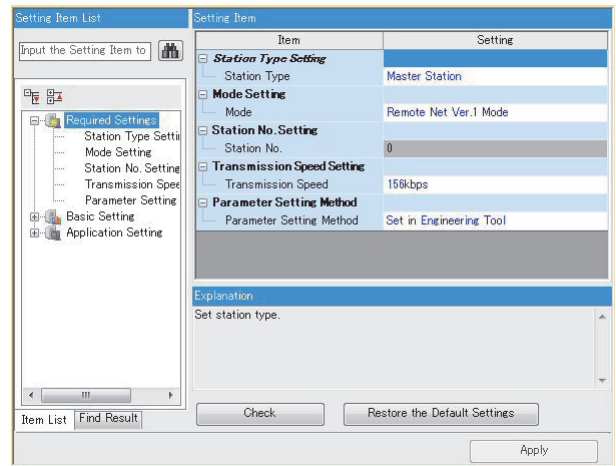 Setting Item List
Input the Setting Item to
Required Settings
Station Type Settin
Mode Setting
Station No. Setting
Transmission Spee
Parameter Setting
Basic Setting
Application Setting
Item List Find Result
Setting Item
Item Setting
Station Type Setting
Station Type Master Station
Mode Setting
Mode Remote Net Ver.1 Mode
Station No. Setting
Station No. 0
Transmission Speed Setting
Transmission Speed 156kbps
Parameter Setting Method
Parameter Setting Method Set in Engineering Tool
Explanation
Set station type.
Check Restore the Default Settings
Apply